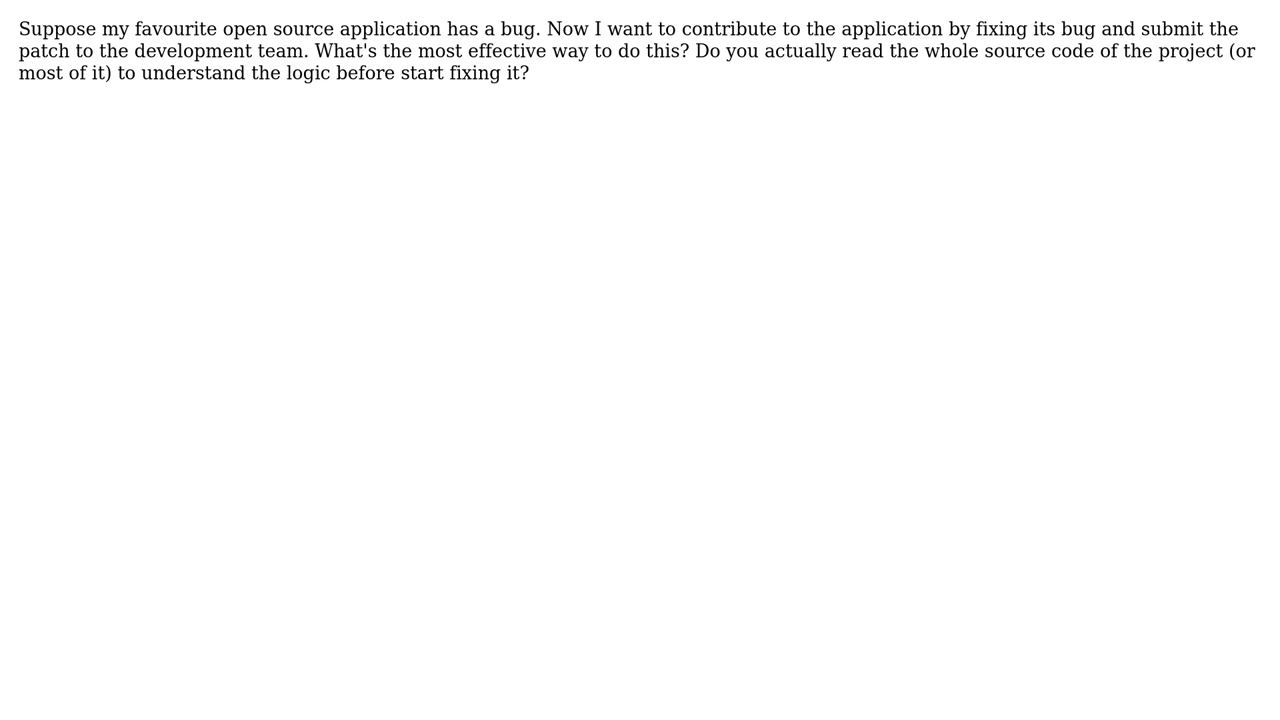 Suppose my favourite open source application has a bug. Now I want to contribute to the application by fixing its bug and submit the
patch to the development team. What's the most effective way to do this? Do you actually read the whole source code of the project (or
most of it) to understand the logic before start fixing it?